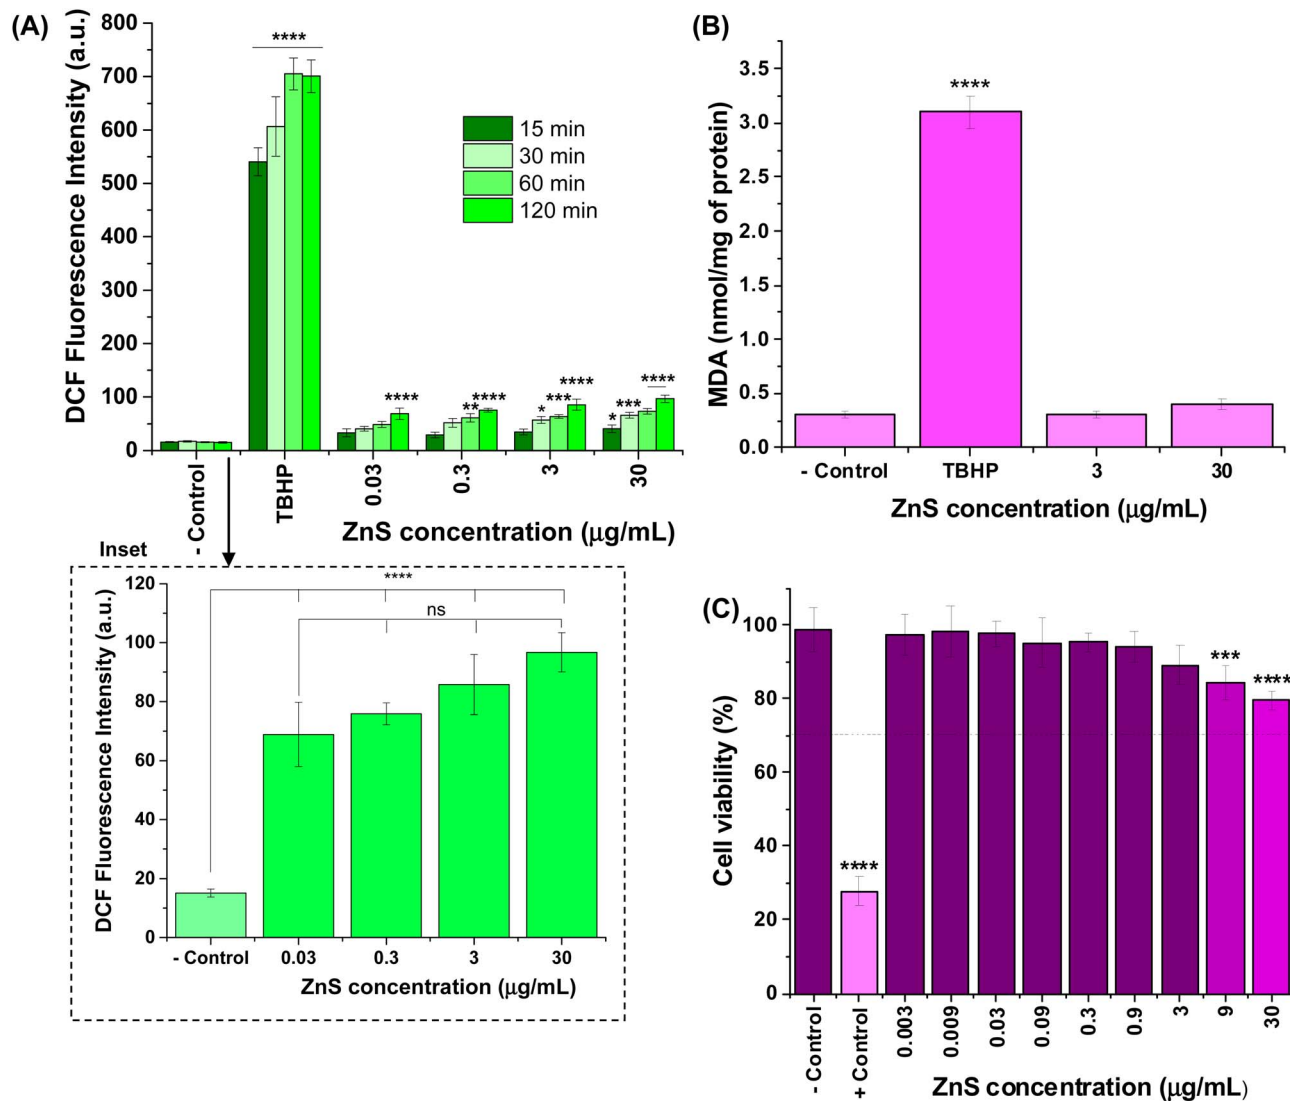 (A)
DCF Fluorescence Intensity (a.u.)
800
700
600
500
400
300
200
100
0
****
15 min
30 min
60 min
120 min
****
** ****
* *** ****
* *** ****
- Control
TBHP
0.03
0.3
3
30
ZnS concentration (µg/mL)
Inset
DCF Fluorescence Intensity (a.u.)
120
100
80
60
40
20
0
****
ns
- Control 0.03 0.3 3 30
ZnS concentration (µg/mL)
(B)
MDA (nmol/mg of protein)
3.5
3.0
2.5
2.0
1.5
1.0
0.5
0.0
****
- Control TBHP 3 30
ZnS concentration (µg/mL)
(C)
Cell viability (%)
100
80
60
40
20
0
****
***
****
- Control
+ Control
0.003
0.009
0.03
0.09
0.3
0.9
3
9
30
ZnS concentration (µg/mL)